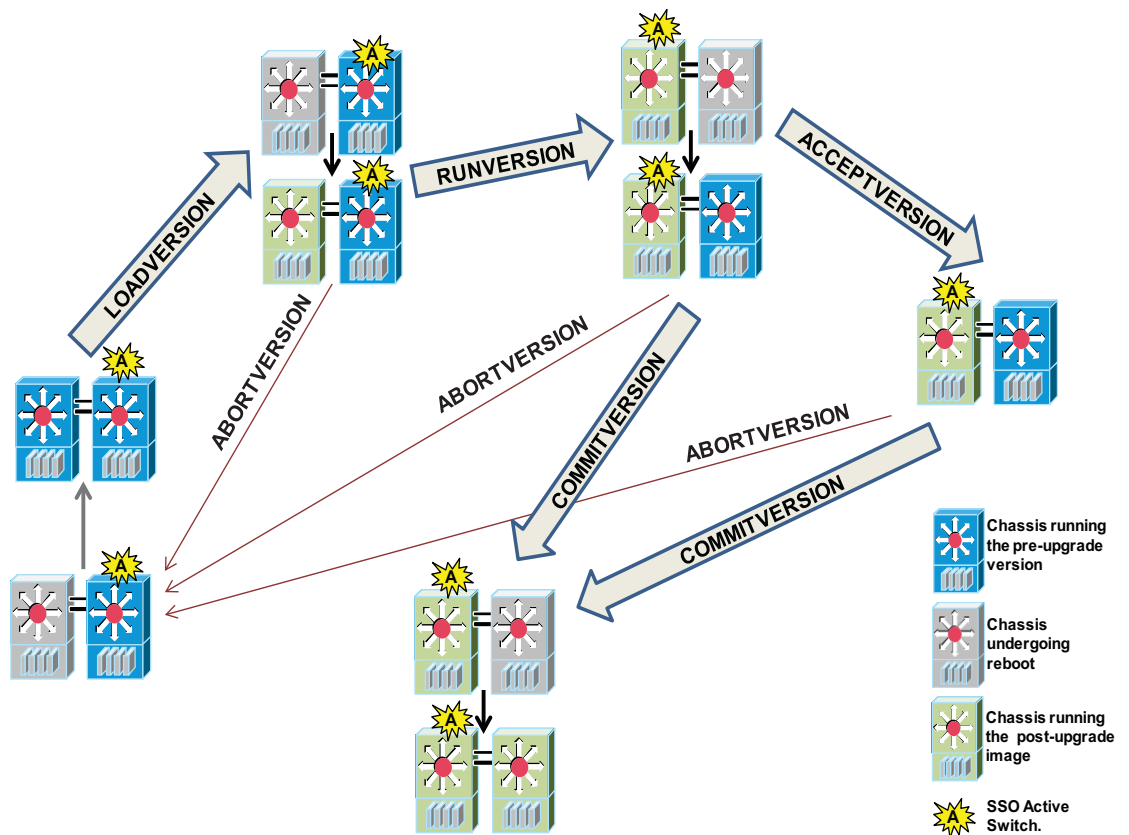 A
A
RUNVERSION
ACCEPTVERSION
A
A
LOADVERSION
A
ABORTVERSION
ABORTVERSION
COMMITVERSION
A
ABORTVERSION
COMMITVERSION
A
A
A
Chassis running
the pre-upgrade
version
Chassis
undergoing
reboot
Chassis running
the post-upgrade
image
A
SSO Active
Switch.